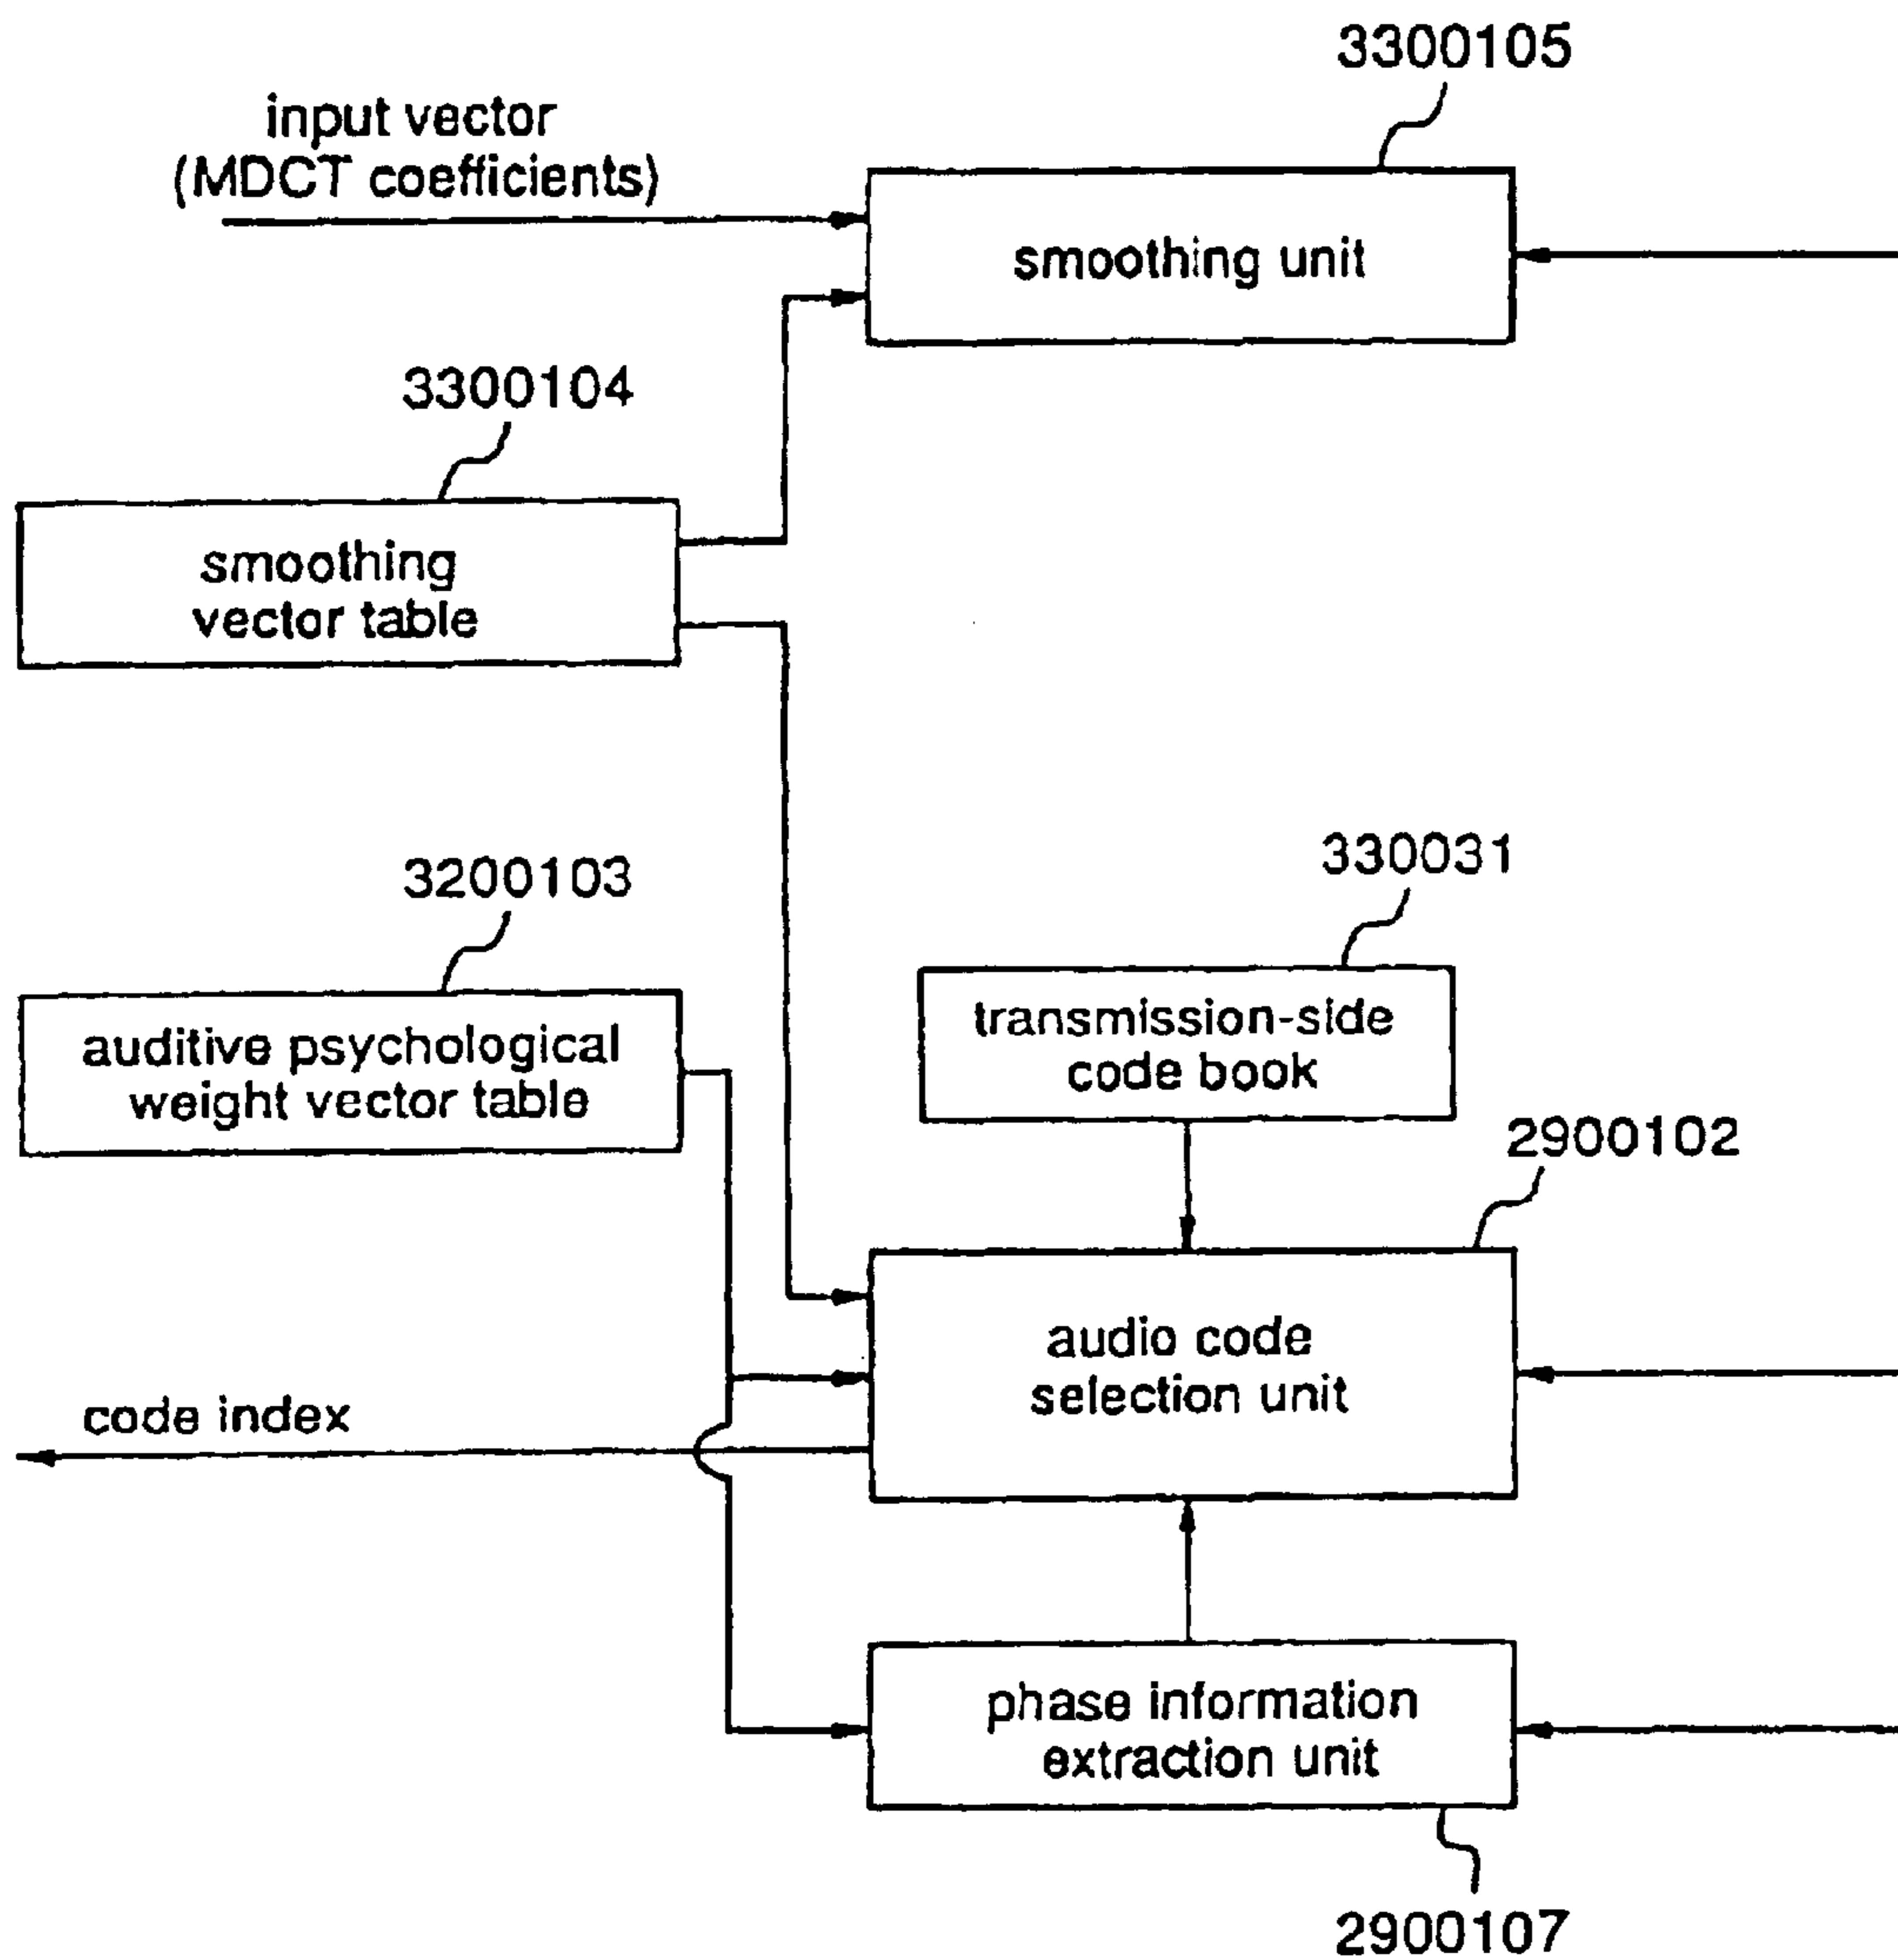 3300105
input vector
(MDCT coefficients)
smoothing unit
3300104
smoothing
vector table
3200103
330031
auditive psychological
weight vector table
transmission-side
code book
2900102
audio code
selection unit
code index
phase information
extraction unit
2900107